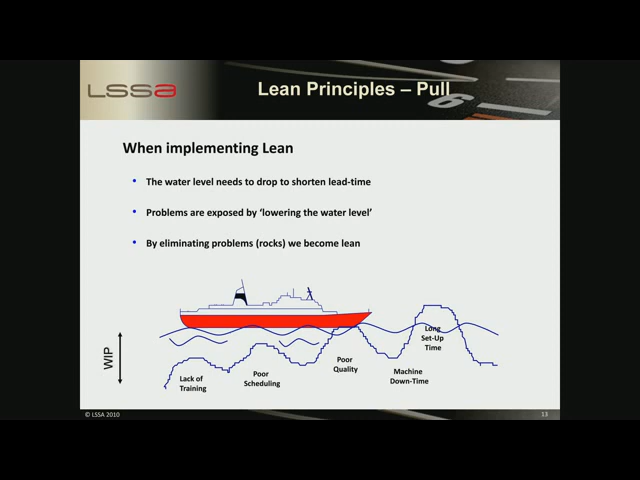 LSSa
Lean Principles – Pull
6
When implementing Lean
• The water level needs to drop to shorten lead-time
• Problems are exposed by ‘lowering the water level’
• By eliminating problems (rocks) we become lean
WIP
Lack of
Training
Poor
Scheduling
Poor
Quality
Machine
Down-Time
Long
Set-Up
Time
© LSSA 2010
13